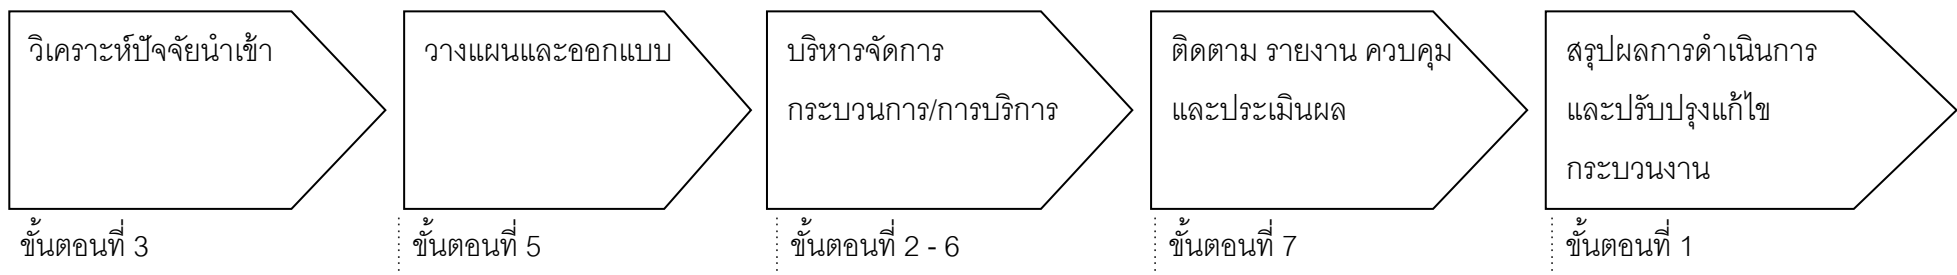 วิเคราะห์ปัจจัยนำเข้า
วางแผนและออกแบบ
บริหารจัดการ
กระบวนการ/การบริการ
ติดตาม รายงาน ควบคุม
และประเมินผล
สรุปผลการดำเนินการ
และปรับปรุงแก้ไข
กระบวนงาน
ขั้นตอนที่ 3
ขั้นตอนที่ 5
ขั้นตอนที่ 2 - 6
ขั้นตอนที่ 7
ขั้นตอนที่ 1